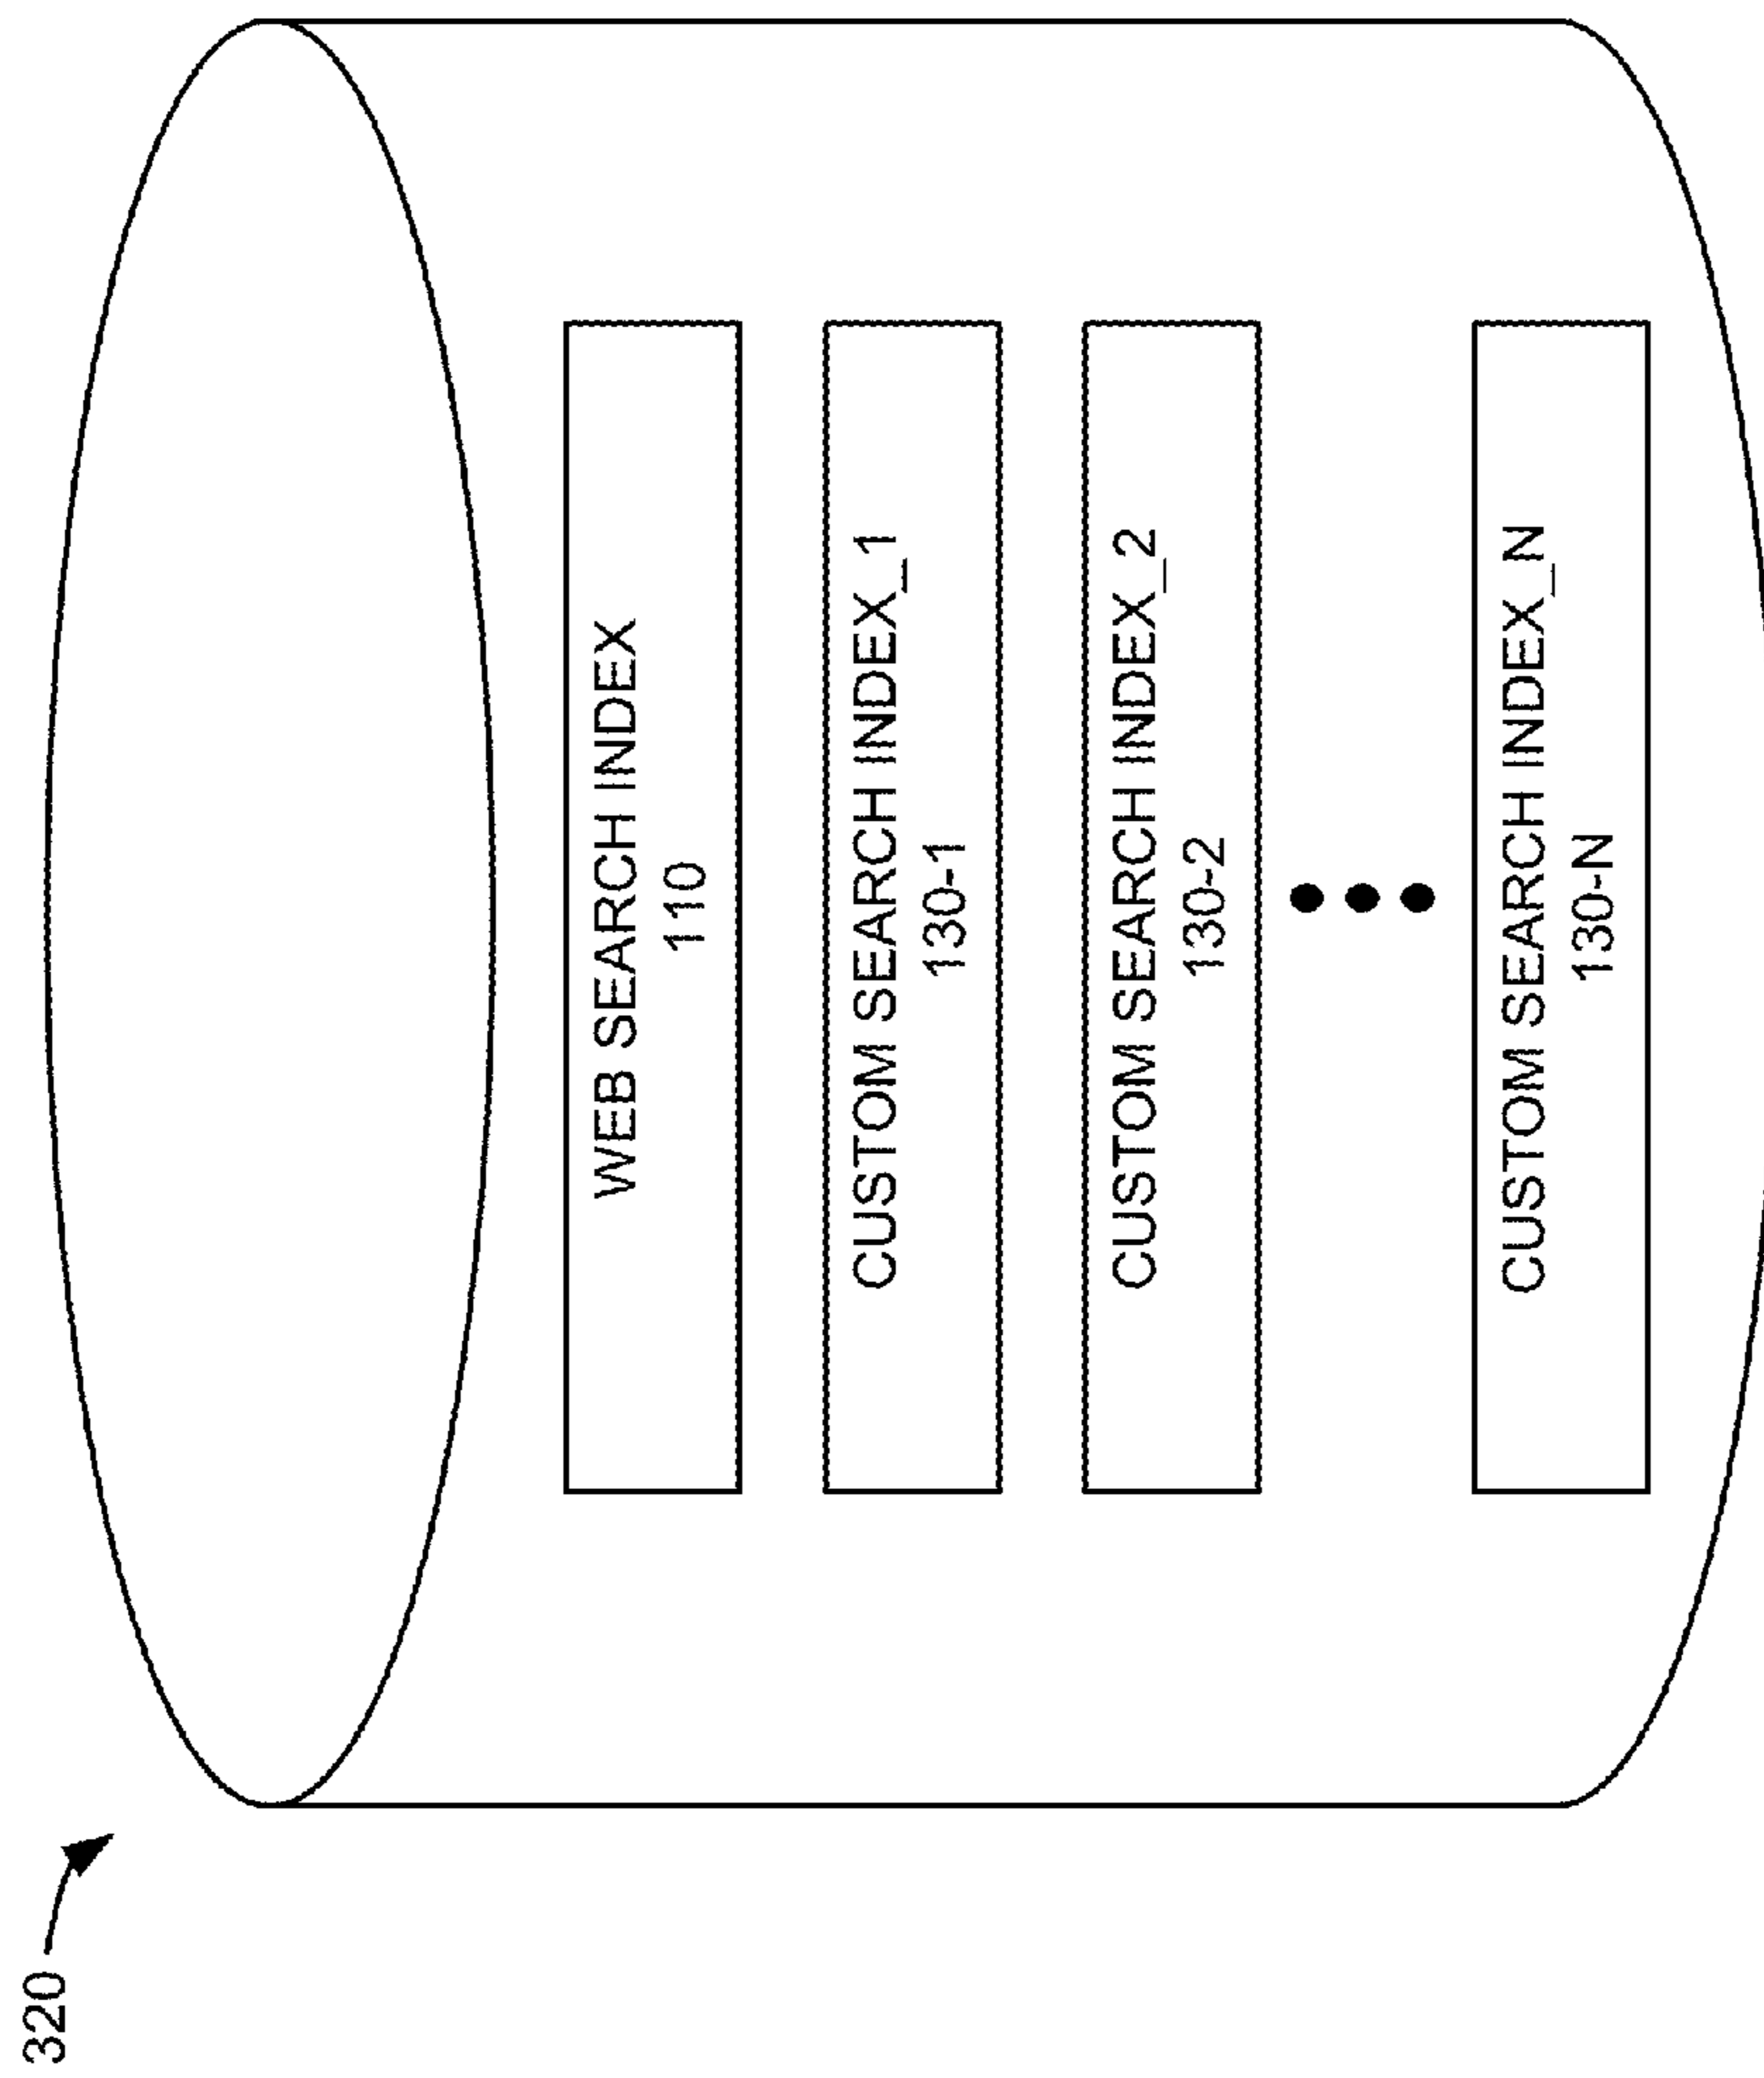 320
WEB SEARCH INDEX
110
CUSTOM SEARCH INDEX_1
130-1
CUSTOM SEARCH INDEX_2
130-2
CUSTOM SEARCH INDEX_N
130-N